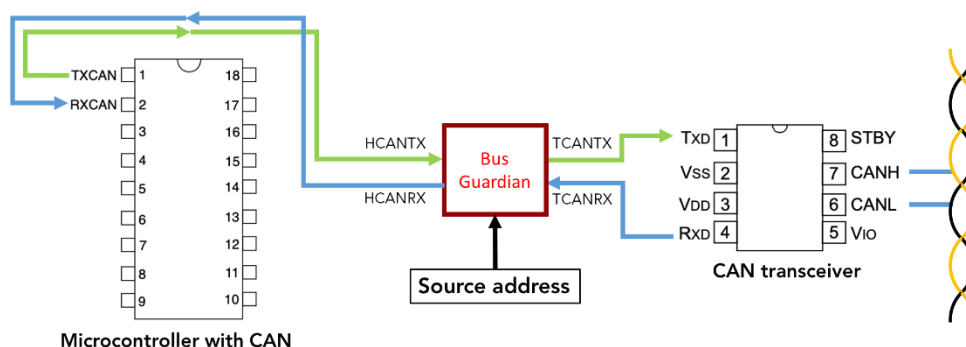 TXCAN 1 18
RXCAN 2 17
3 16
4 15
5 14
6 13
7 12
8 11
9 10
Microcontroller with CAN
HCANTX
HCANRX
Bus
Guardian
TCANTX
TCANRX
Source address
TXD 1 8 STBY
VSS 2 7 CANH
VDD 3 6 CANL
RXD 4 5 VIO
CAN transceiver